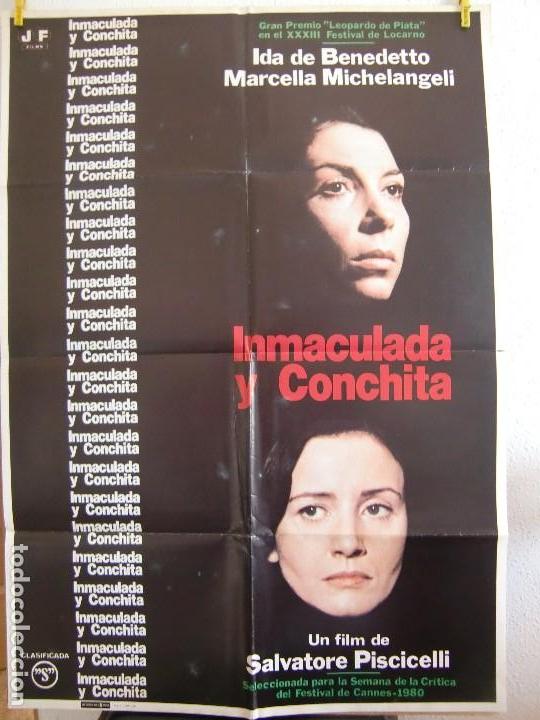 J F
FILMS
Inmaculada
y Conchita
Inmaculada
y Conchita
Inmaculada
y Conchita
Inmaculada
y Conchita
Inmaculada
y Conchita
Inmaculada
y Conchita
Inmaculada
y Conchita
Inmaculada
y Conchita
Inmaculada
y Conchita
Inmaculada
y Conchita
Inmaculada
y Conchita
Inmaculada
y Conchita
Inmaculada
y Conchita
Inmaculada
y Conchita
Inmaculada
y Conchita
Inmaculada
y Conchita
Inmaculada
y Conchita
Inmaculada
y Conchita
Inmaculada
y Conchita
Inmaculada
y Conchita
Inmaculada
y Conchita
Inmaculada
y Conchita
Inmaculada
y Conchita
CLASIFICADA
"S"
Gran Premio "Leopardo de Plata"
en el XXXIII Festival de Locarno
Ida de Benedetto
Marcella Michelangeli
Inmaculada
y Conchita
Un film de
Salvatore Piscicelli
Seleccionada para la Semana de la Crítica
del Festival de Cannes-1980
todocoleccion.net